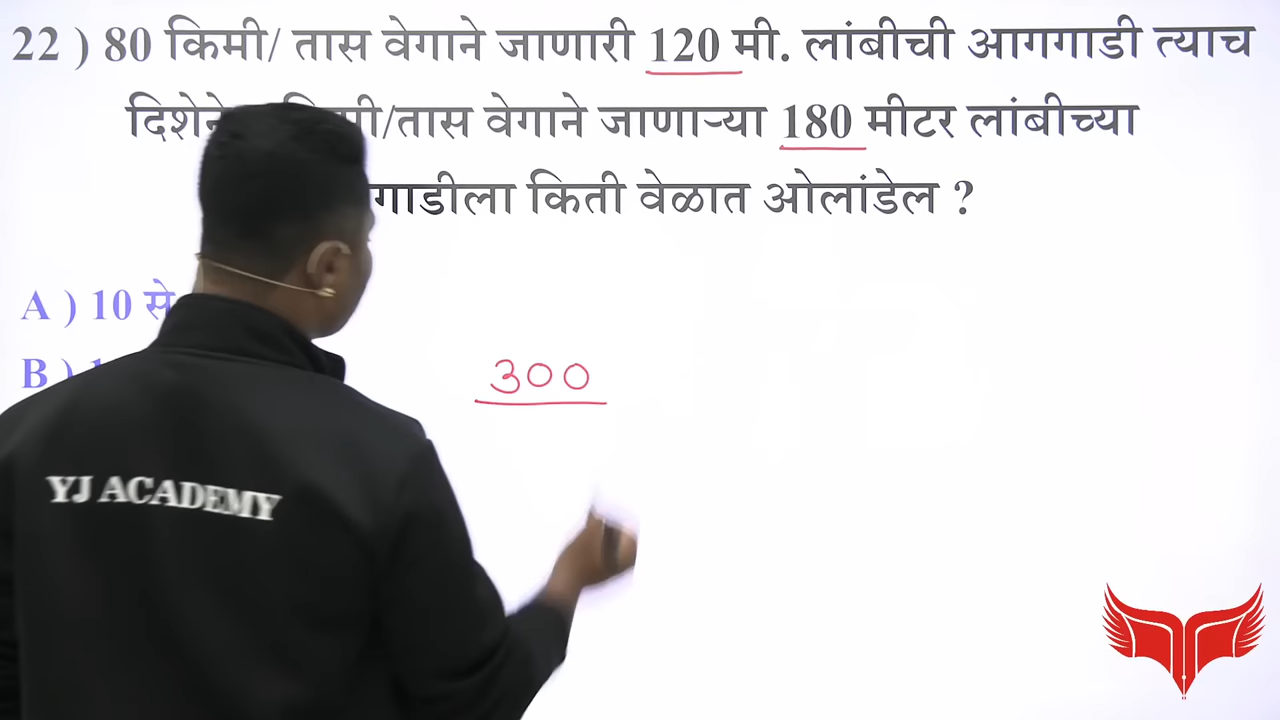 22 ) 80 किमी/ तास वेगाने जाणारी 120 मी. लांबीची आगगाडी त्याच
/तास वेगाने जाणाऱ्या 180 मीटर लांबीच्या
किती वेळात ओलांडेल ?
A ) 10
B )
300
YJ ACADEMY